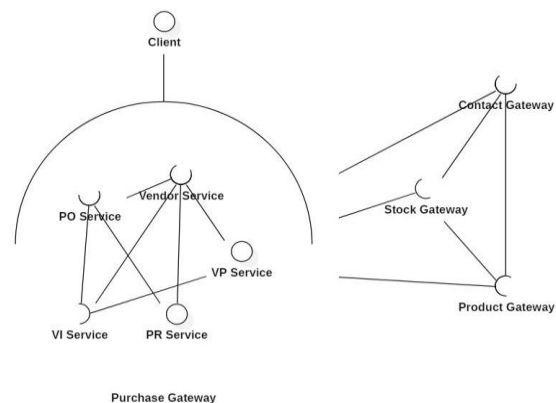 Client
Contact Gateway
Vendor Service
PO Service
Stock Gateway
VP Service
Product Gateway
VI Service
PR Service
Purchase Gateway